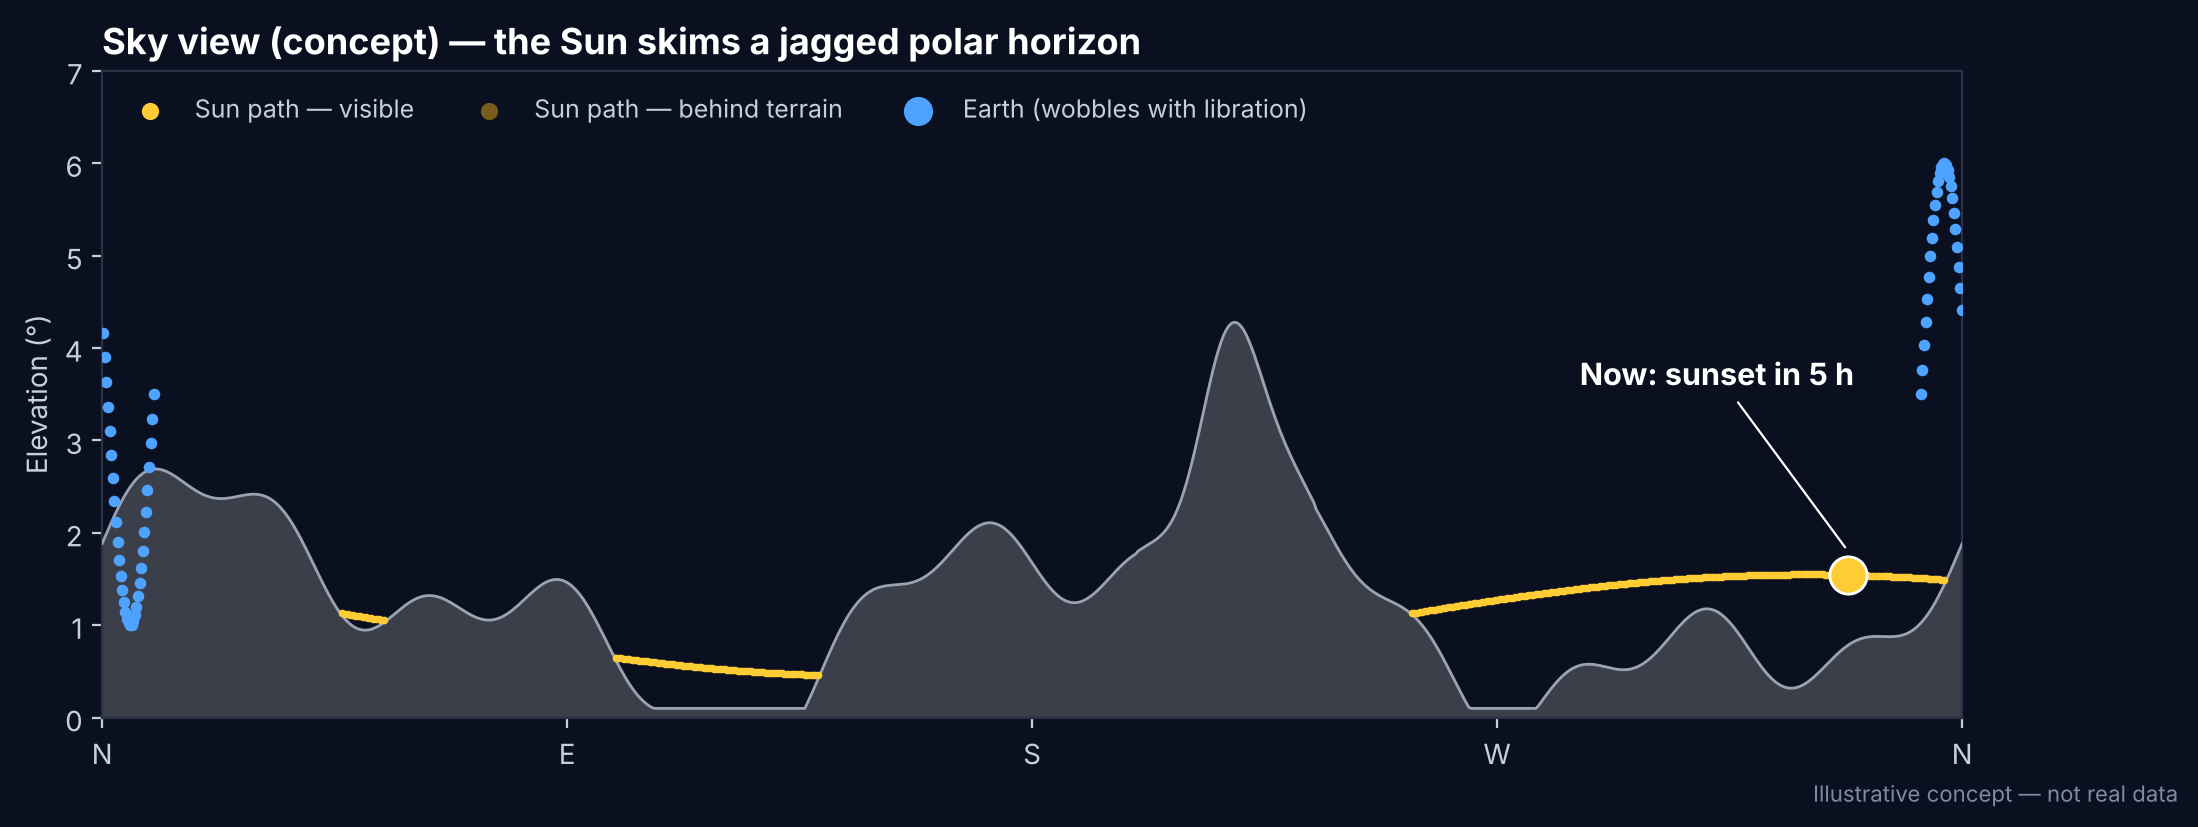 Sky view (concept) — the Sun skims a jagged polar horizon
Sun path — visible
Sun path — behind terrain
Earth (wobbles with libration)
Elevation (°)
7
6
5
4
3
2
1
0
Now: sunset in 5 h
N
E
S
W
N
Illustrative concept — not real data